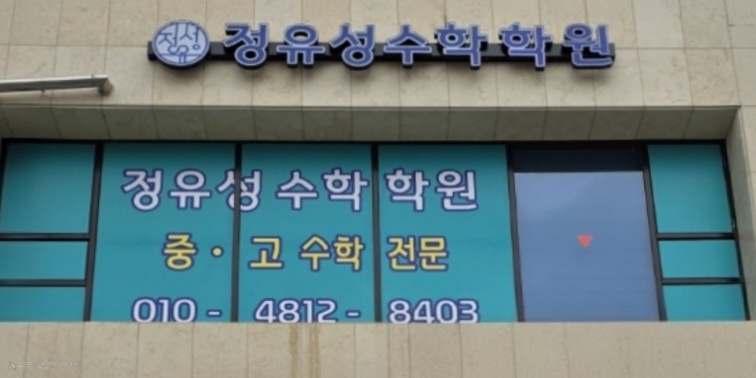 정유성수학학원
정유성 수학 학원
중·고 수학 전문
010 - 4812 - 8403